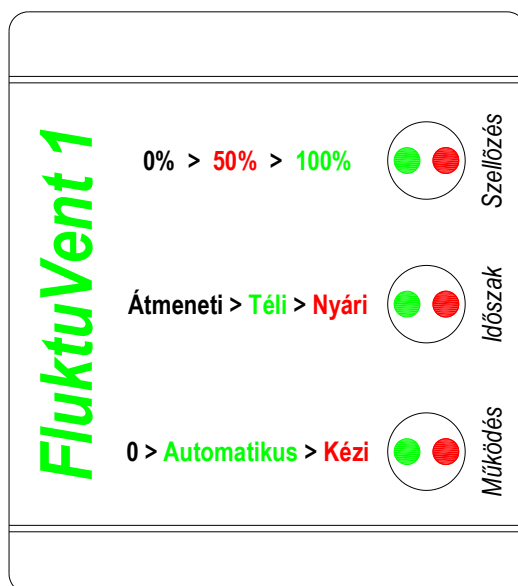 FluktuVent 1
0% > 50% > 100%
Szellőzés
Átmeneti > Téli > Nyári
Időszak
0 > Automatikus > Kézi
Működés